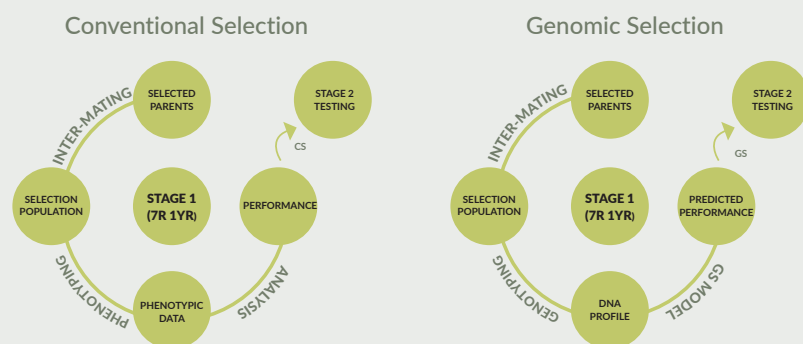 Conventional Selection
SELECTED
PARENTS
STAGE 2
TESTING
INTER-MATING
CS
SELECTION
POPULATION
STAGE 1
(7R 1YR)
PERFORMANCE
PHENOTYPING
PHENOTYPIC
DATA
ANALYSIS
Genomic Selection
SELECTED
PARENTS
STAGE 2
TESTING
INTER-MATING
GS
SELECTION
POPULATION
STAGE 1
(7R 1YR)
PREDICTED
PERFORMANCE
GENOTYPING
DNA
PROFILE
GS MODEL